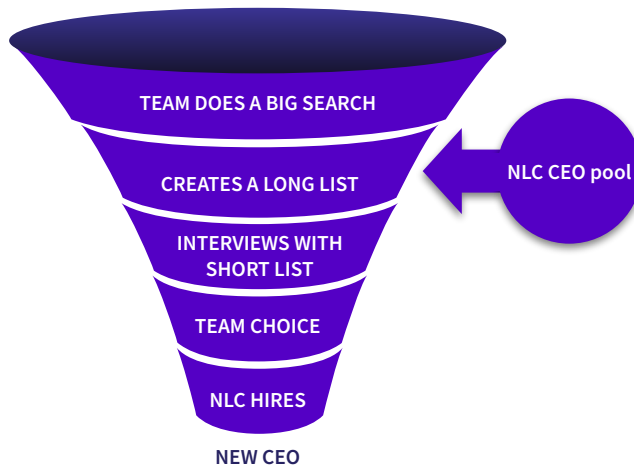 TEAM DOES A BIG SEARCH
CREATES A LONG LIST
NLC CEO pool
INTERVIEWS WITH
SHORT LIST
TEAM CHOICE
NLC HIRES
NEW CEO